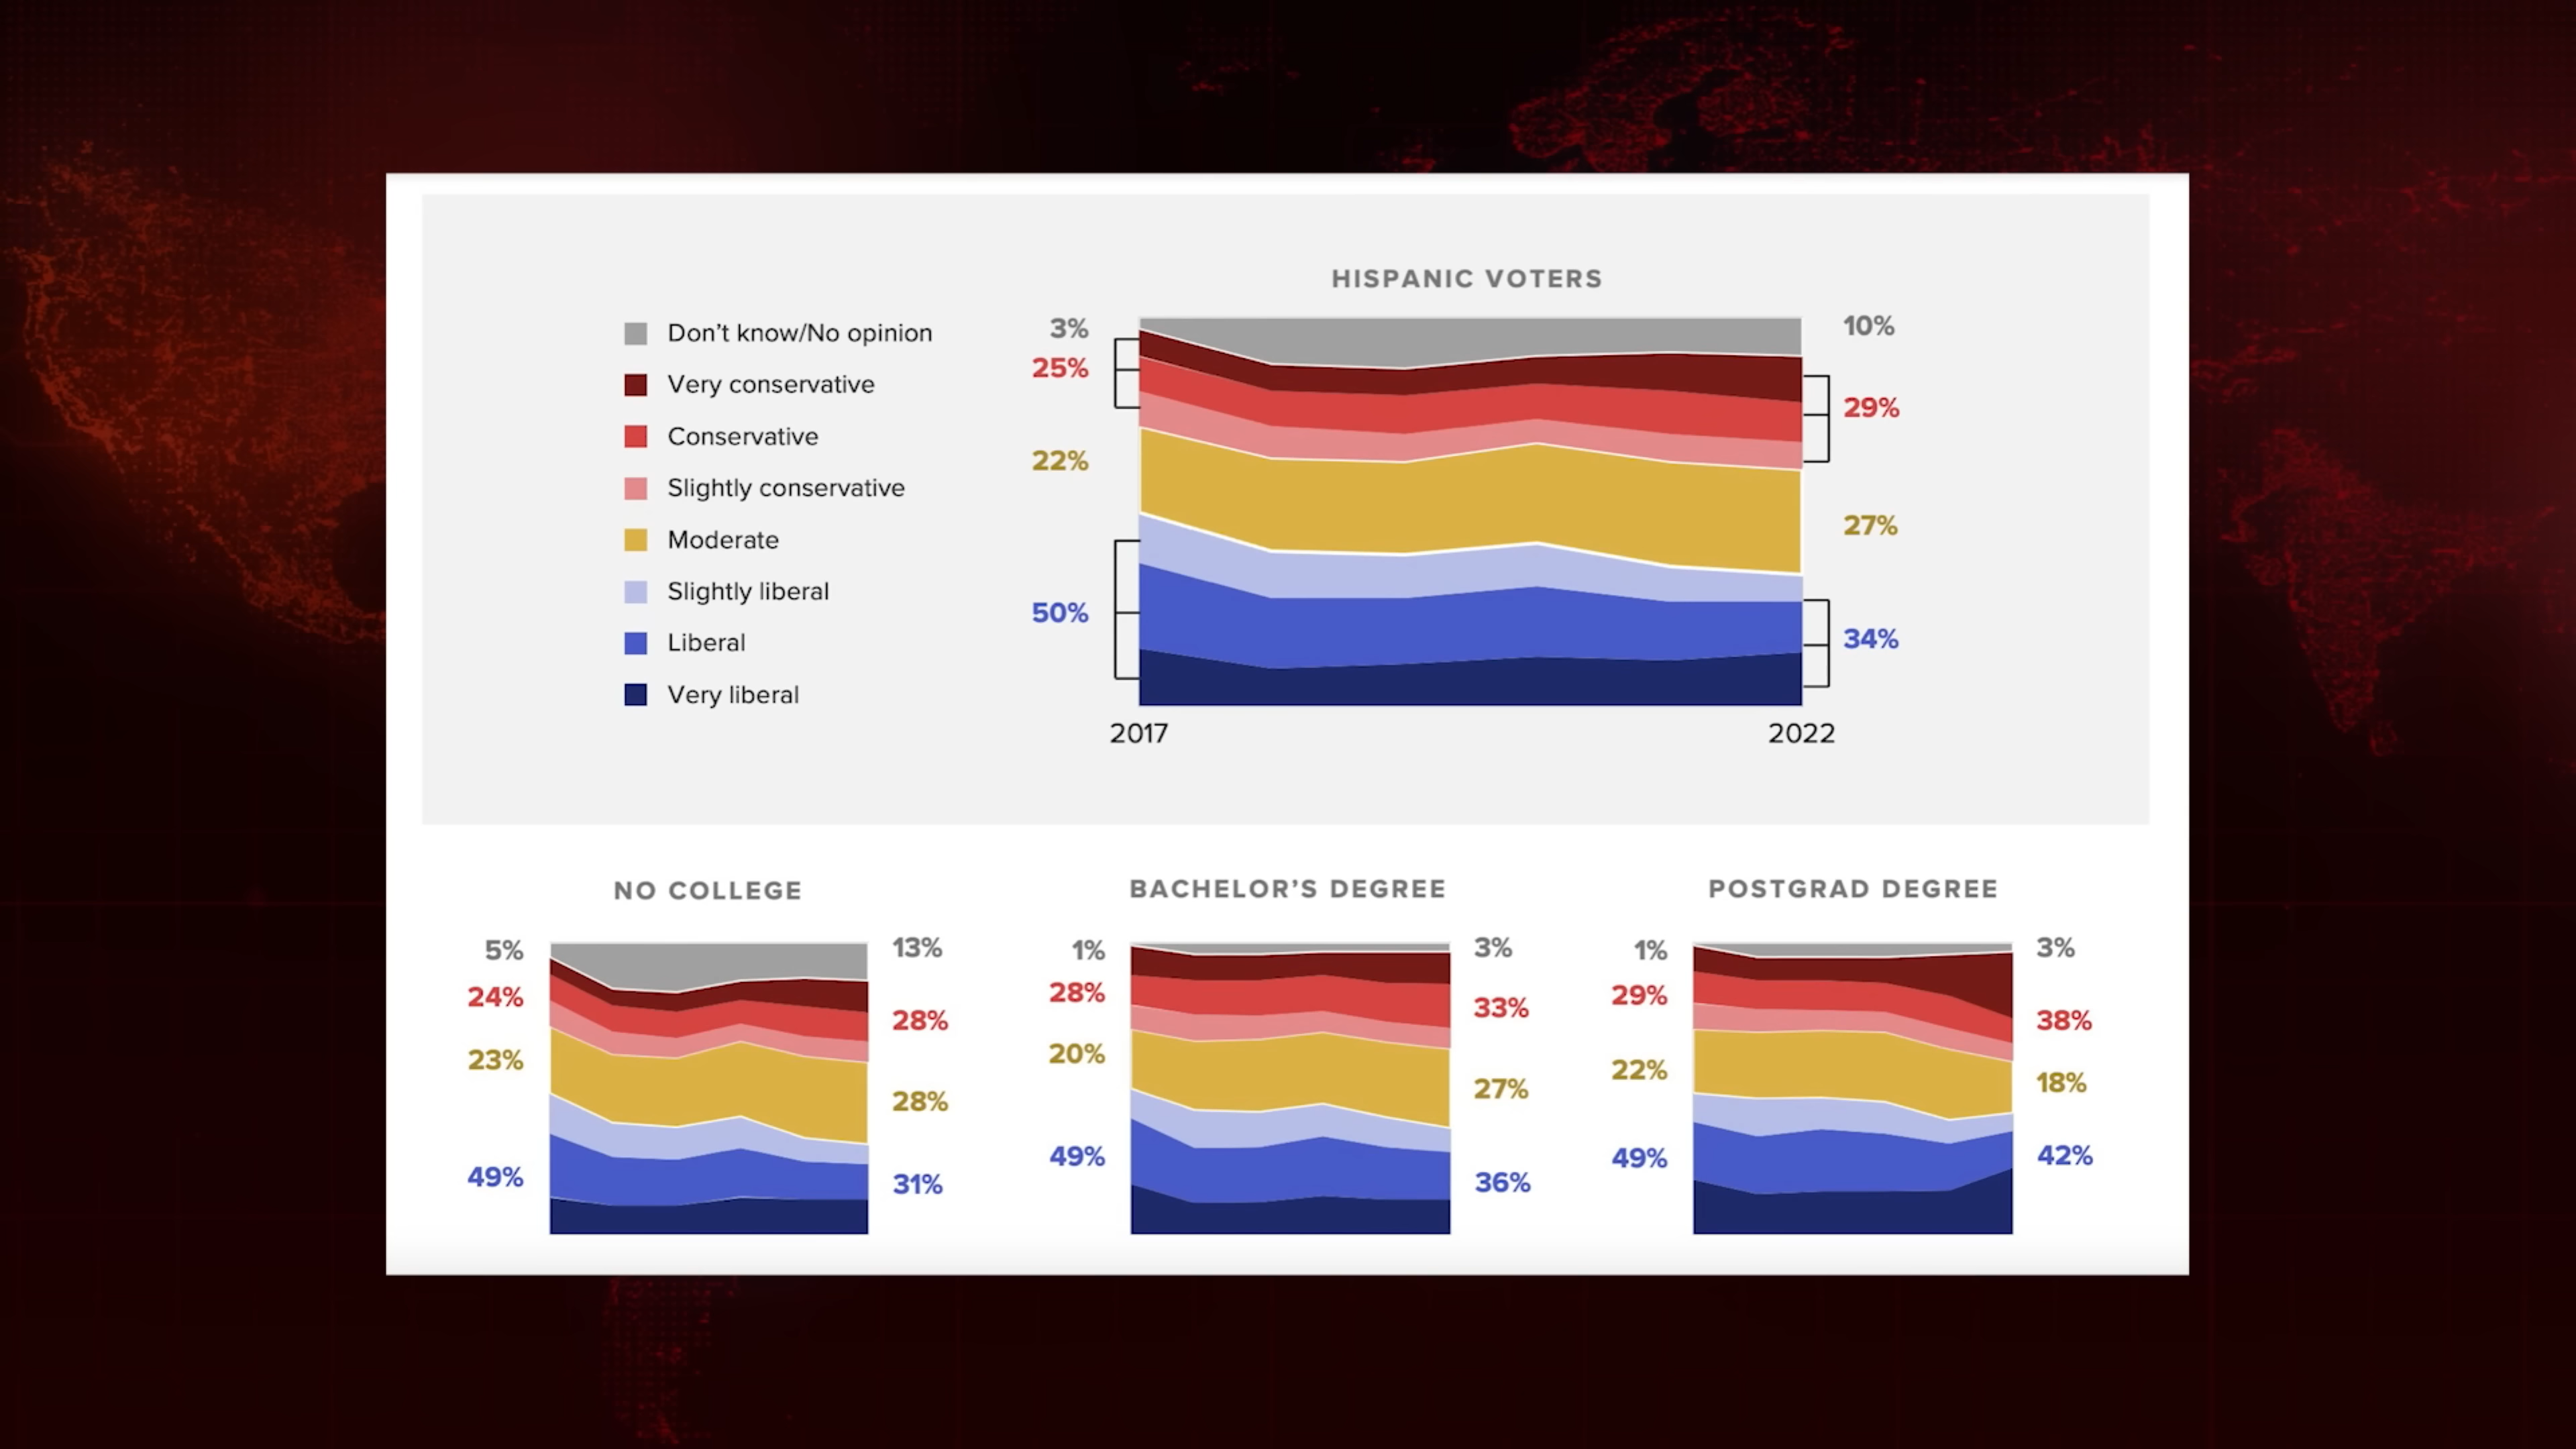 HISPANIC VOTERS
Don't know/No opinion
Very conservative
Conservative
Slightly conservative
Moderate
Slightly liberal
Liberal
Very liberal
3%
25%
22%
50%
10%
29%
27%
34%
2017
2022
NO COLLEGE
5%
24%
23%
49%
13%
28%
28%
31%
BACHELOR'S DEGREE
1%
28%
20%
49%
3%
33%
27%
36%
POSTGRAD DEGREE
1%
29%
22%
49%
3%
38%
18%
42%